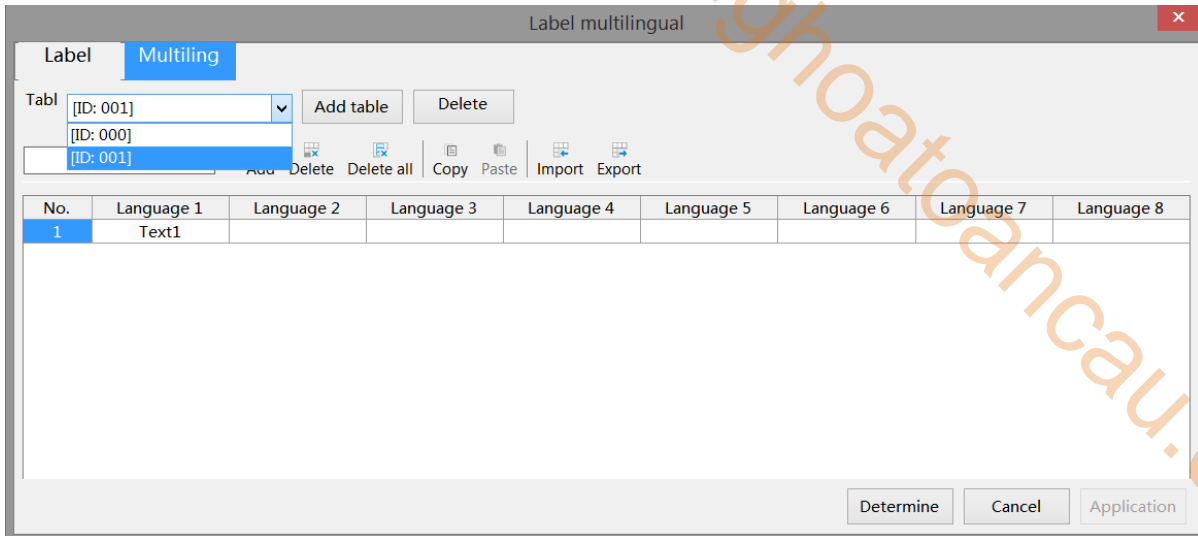 Label multilingual
Label Multiling
Tabl [ID: 001] Add table Delete
[ID: 000]
[ID: 001]
Add Delete Delete all Copy Paste Import Export
No. Language 1 Language 2 Language 3 Language 4 Language 5 Language 6 Language 7 Language 8
1 Text1
Determine Cancel Application
ghoatoancau.